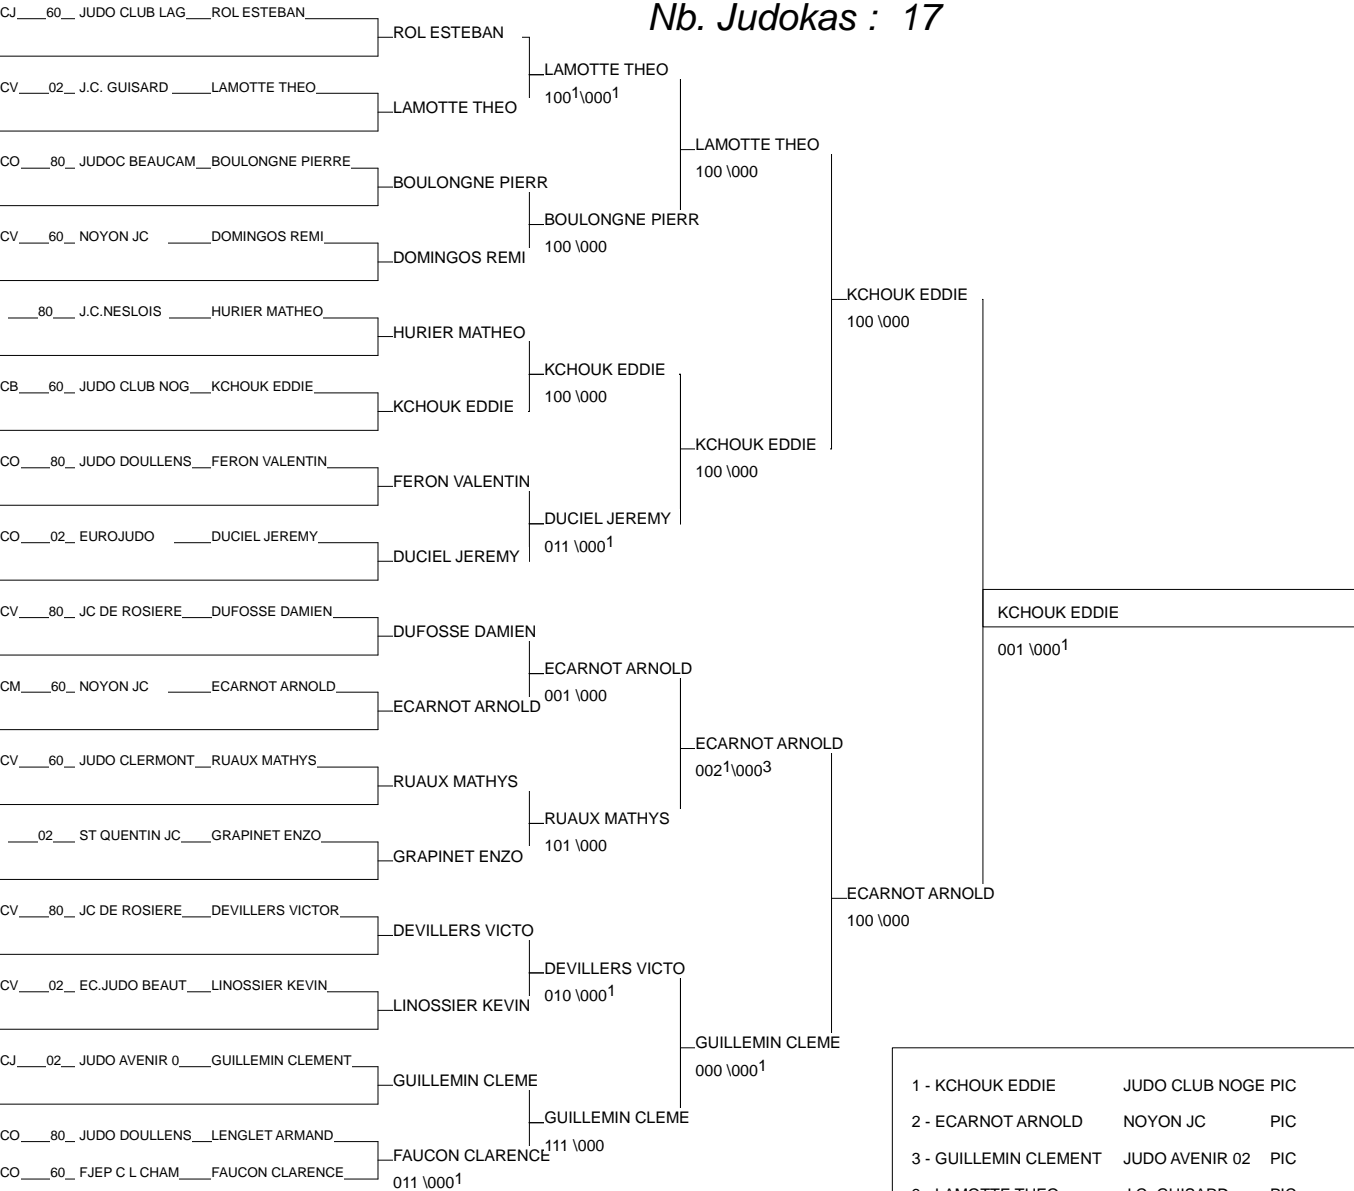 Nb. Judokas : 17
CJ 60 JUDO CLUB LAG ROL ESTEBAN
ROL ESTEBAN
LAMOTTE THEO
100¹\000¹
CV 02 J.C. GUISARD LAMOTTE THEO
LAMOTTE THEO
LAMOTTE THEO
100 \000
CO 80 JUDOC BEAUCAM BOULONGNE PIERRE
BOULONGNE PIERR
BOULONGNE PIERR
100 \000
CV 60 NOYON JC DOMINGOS REMI
DOMINGOS REMI
KCHOUK EDDIE
100 \000
80 J.C.NESLOIS HURIER MATHEO
HURIER MATHEO
KCHOUK EDDIE
100 \000
CB 60 JUDO CLUB NOG KCHOUK EDDIE
KCHOUK EDDIE
KCHOUK EDDIE
100 \000
CO 80 JUDO DOULLENS FERON VALENTIN
FERON VALENTIN
DUCIEL JEREMY
011 \000¹
CO 02 EUROJUDO DUCIEL JEREMY
DUCIEL JEREMY
KCHOUK EDDIE
001 \000¹
CV 80 JC DE ROSIERE DUFOSSE DAMIEN
DUFOSSE DAMIEN
ECARNOT ARNOLD
001 \000
CM 60 NOYON JC ECARNOT ARNOLD
ECARNOT ARNOLD
ECARNOT ARNOLD
002¹\000³
CV 60 JUDO CLERMONT RUAUX MATHYS
RUAUX MATHYS
RUAUX MATHYS
101 \000
02 ST QUENTIN JC GRAPINET ENZO
GRAPINET ENZO
ECARNOT ARNOLD
100 \000
CV 80 JC DE ROSIERE DEVILLERS VICTOR
DEVILLERS VICTO
DEVILLERS VICTO
010 \000¹
CV 02 EC.JUDO BEAUT LINOSSIER KEVIN
LINOSSIER KEVIN
GUILLEMIN CLEME
000 \000¹
CJ 02 JUDO AVENIR 0 GUILLEMIN CLEMENT
GUILLEMIN CLEME
GUILLEMIN CLEME
111 \000
CO 80 JUDO DOULLENS LENGLET ARMAND
FAUCON CLARENCE
011 \000¹
CO 60 FJEP C L CHAM FAUCON CLARENCE
1 - KCHOUK EDDIE JUDO CLUB NOGE PIC
2 - ECARNOT ARNOLD NOYON JC PIC
3 - GUILLEMIN CLEMENT JUDO AVENIR 02 PIC